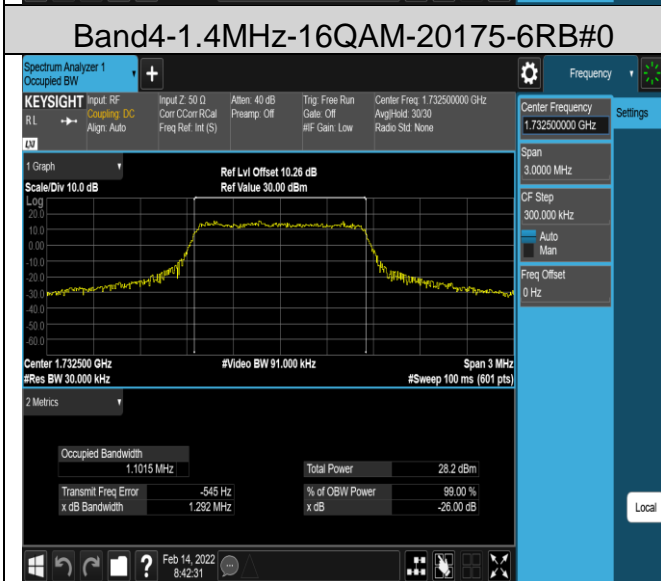 Band4-1.4MHz-16QAM-20175-6RB#0
Spectrum Analyzer 1
Occupied BW
+
Frequency
KEYSIGHT
RL
LXI
Input: RF
Coupling: DC
Align: Auto
Input Z: 50 Ω
Corr CCorr RCal
Freq Ref: Int (S)
Atten: 40 dB
Preamp: Off
Trig: Free Run
Gate: Off
#IF Gain: Low
Center Freq: 1.732500000 GHz
Avg|Hold: 30/30
Radio Std: None
Center Frequency
1.732500000 GHz
Settings
Span
3.0000 MHz
CF Step
300.000 kHz
Auto
Man
Freq Offset
0 Hz
Local
1 Graph
Scale/Div 10.0 dB
Ref Lvl Offset 10.26 dB
Ref Value 30.00 dBm
Log
20.0
10.0
0.00
-10.0
-20.0
-30.0
-40.0
-50.0
-60.0
Center 1.732500 GHz
#Video BW 91.000 kHz
Span 3 MHz
#Res BW 30.000 kHz
#Sweep 100 ms (601 pts)
2 Metrics
Occupied Bandwidth
1.1015 MHz
Total Power
28.2 dBm
Transmit Freq Error
-545 Hz
% of OBW Power
99.00 %
x dB Bandwidth
1.292 MHz
x dB
-26.00 dB
?
Feb 14, 2022
8:42:31